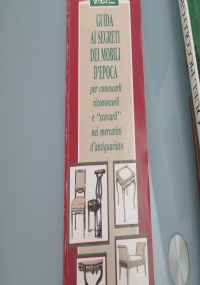 GUIDA
AI SEGRETI
DEI MOBILI
D'EPOCA
per conoscerli
riconoscerli
e "scovarli"
nei mercatini
d'antiquariato